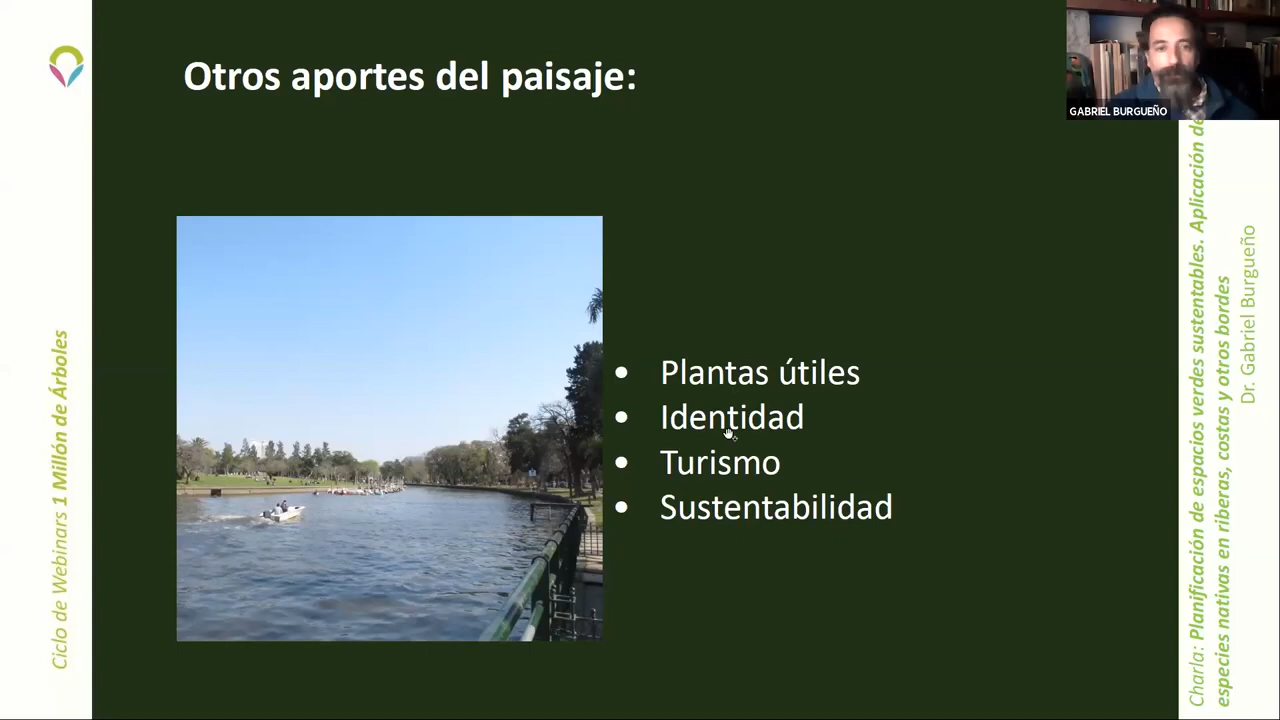 Otros aportes del paisaje:
GABRIEL BURGUEÑO
• Plantas útiles
• Identidad
• Turismo
• Sustentabilidad
Ciclo de Webinars 1 Millón de Árboles
Charla: Planificación de espacios verdes sustentables. Aplicación de
especies nativas en riberas, costas y otros bordes
Dr. Gabriel Burgueño